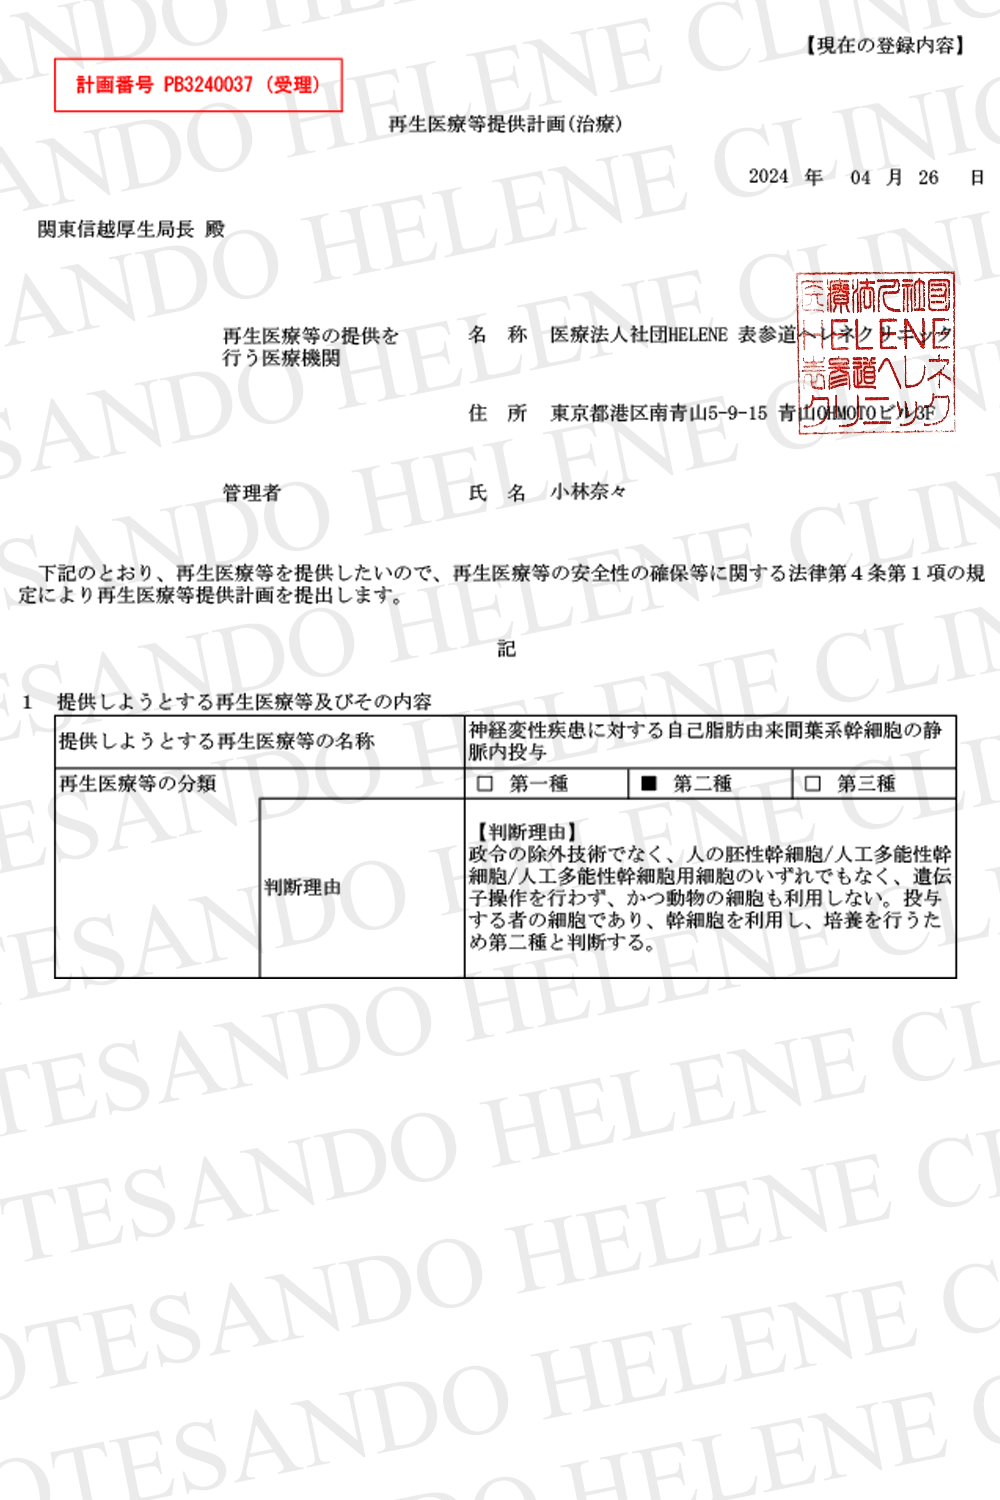 【現在の登録内容】
計画番号 PB3240037 (受理)
再生医療等提供計画(治療)
2024 年 04 月 26 日
関東信越厚生局長 殿
再生医療等の提供を
行う医療機関
名 称 医療法人社団HELENE 表参道ヘレネクリニック
住 所 東京都港区南青山5-9-15 青山OHMOTOビル3F
医療法人社団
HELENE
表参道ヘレネ
クリニック
管理者 氏 名 小林奈々
下記のとおり、再生医療等を提供したいので、再生医療等の安全性の確保等に関する法律第4条第1項の規
定により再生医療等提供計画を提出します。
記
1 提供しようとする再生医療等及びその内容
提供しようとする再生医療等の名称
神経変性疾患に対する自己脂肪由来間葉系幹細胞の静
脈内投与
再生医療等の分類 □ 第一種 ■ 第二種 □ 第三種
判断理由
【判断理由】
政令の除外技術でなく、人の胚性幹細胞/人工多能性幹
細胞/人工多能性幹細胞用細胞のいずれでもなく、遺伝
子操作を行わず、かつ動物の細胞も利用しない。投与
する者の細胞であり、幹細胞を利用し、培養を行うた
め第二種と判断する。
OTESANDO HELENE CLINIC